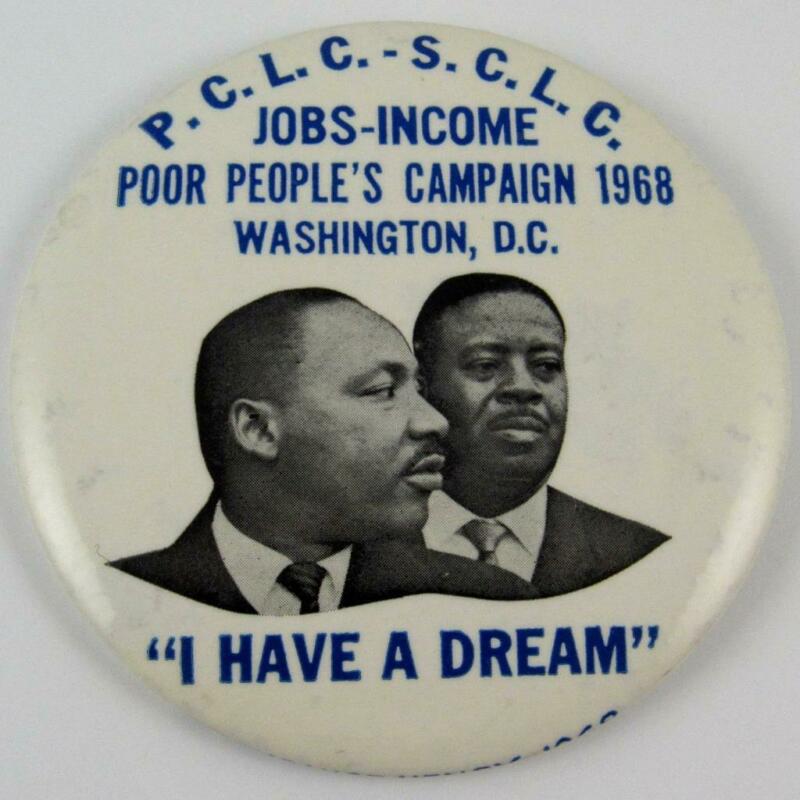 P.C.L.C.-S.C.L.C.
JOBS-INCOME
POOR PEOPLE'S CAMPAIGN 1968
WASHINGTON, D.C.
"I HAVE A DREAM"